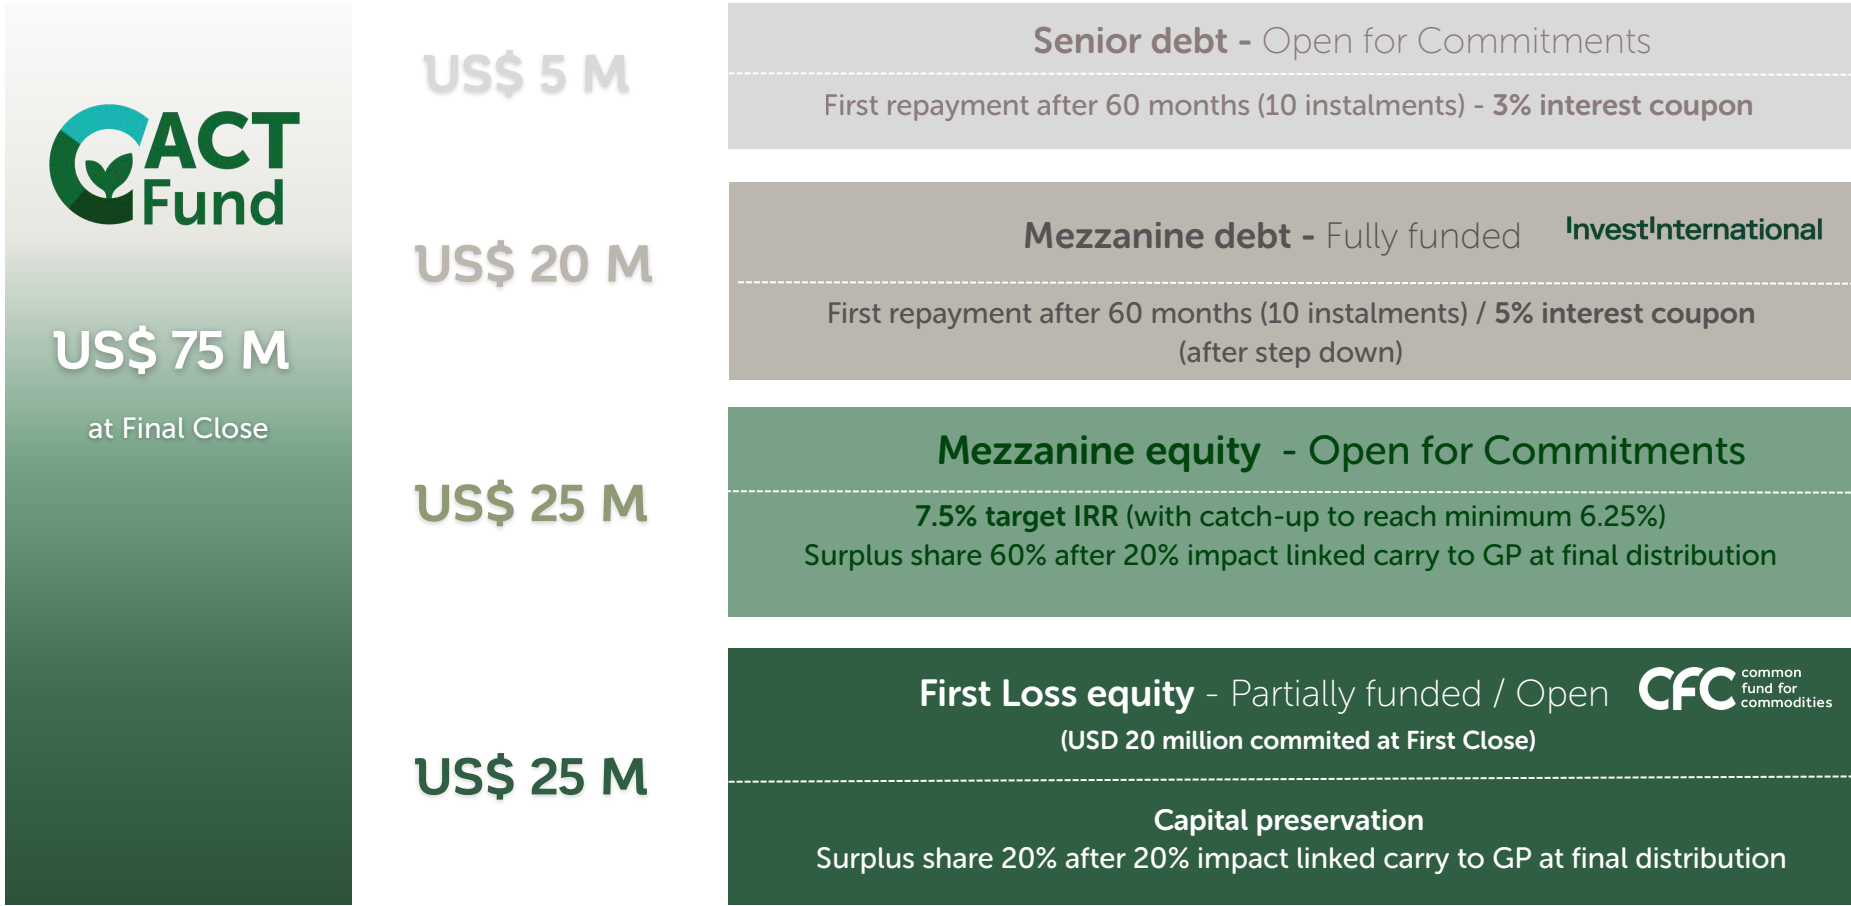 ACT
Fund
US$ 75 M
at Final Close
US$ 5 M
Senior debt - Open for Commitments
First repayment after 60 months (10 instalments) - 3% interest coupon
US$ 20 M
Mezzanine debt - Fully funded
InvestInternational
First repayment after 60 months (10 instalments) / 5% interest coupon
(after step down)
US$ 25 M
Mezzanine equity - Open for Commitments
7.5% target IRR (with catch-up to reach minimum 6.25%)
Surplus share 60% after 20% impact linked carry to GP at final distribution
US$ 25 M
First Loss equity - Partially funded / Open
CFC
common
fund for
commodities
(USD 20 million commited at First Close)
Capital preservation
Surplus share 20% after 20% impact linked carry to GP at final distribution